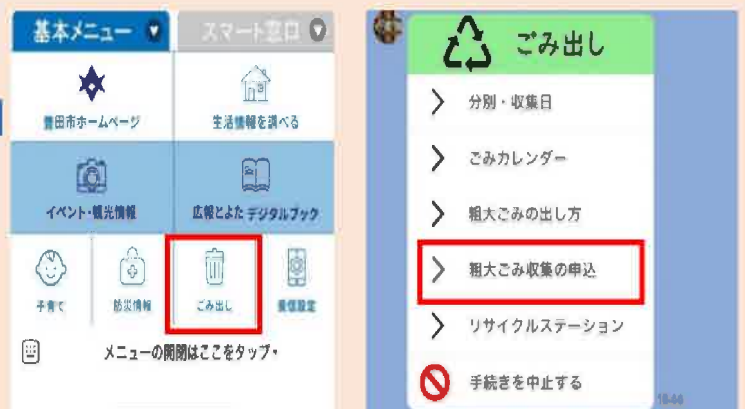 基本メニュー ▼
スマート窓口 ▼
豊田市ホームページ
生活情報を調べる
イベント・観光情報
広報とよた デジタルブック
子育て
防災情報
ごみ出し
受信設定
メニューの開閉はここをタップ・
ごみ出し
分別・収集日
ごみカレンダー
粗大ごみの出し方
粗大ごみ収集の申込
リサイクルステーション
手続きを中止する